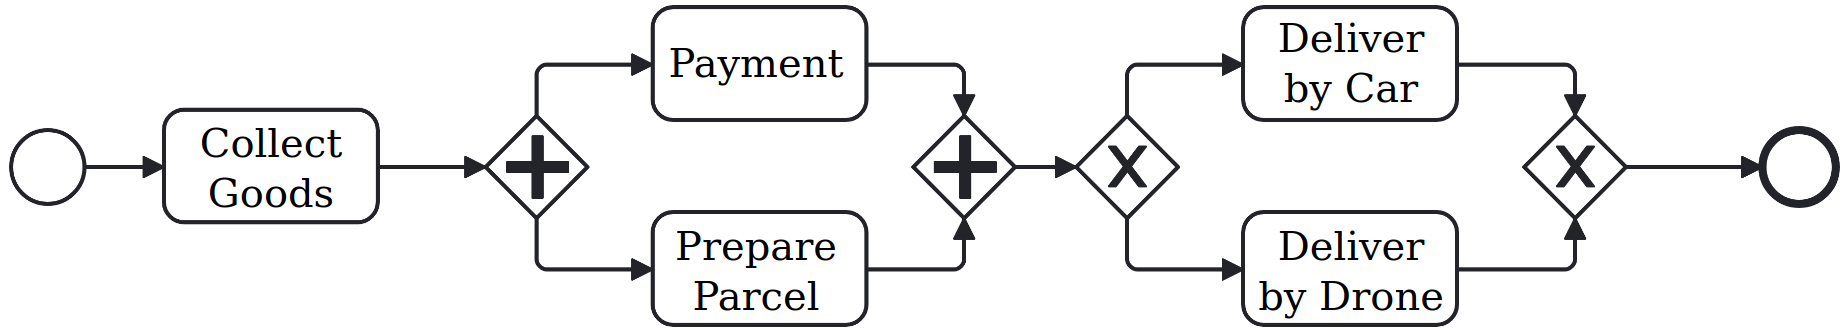 Collect
Goods
Payment
Prepare
Parcel
Deliver
by Car
Deliver
by Drone